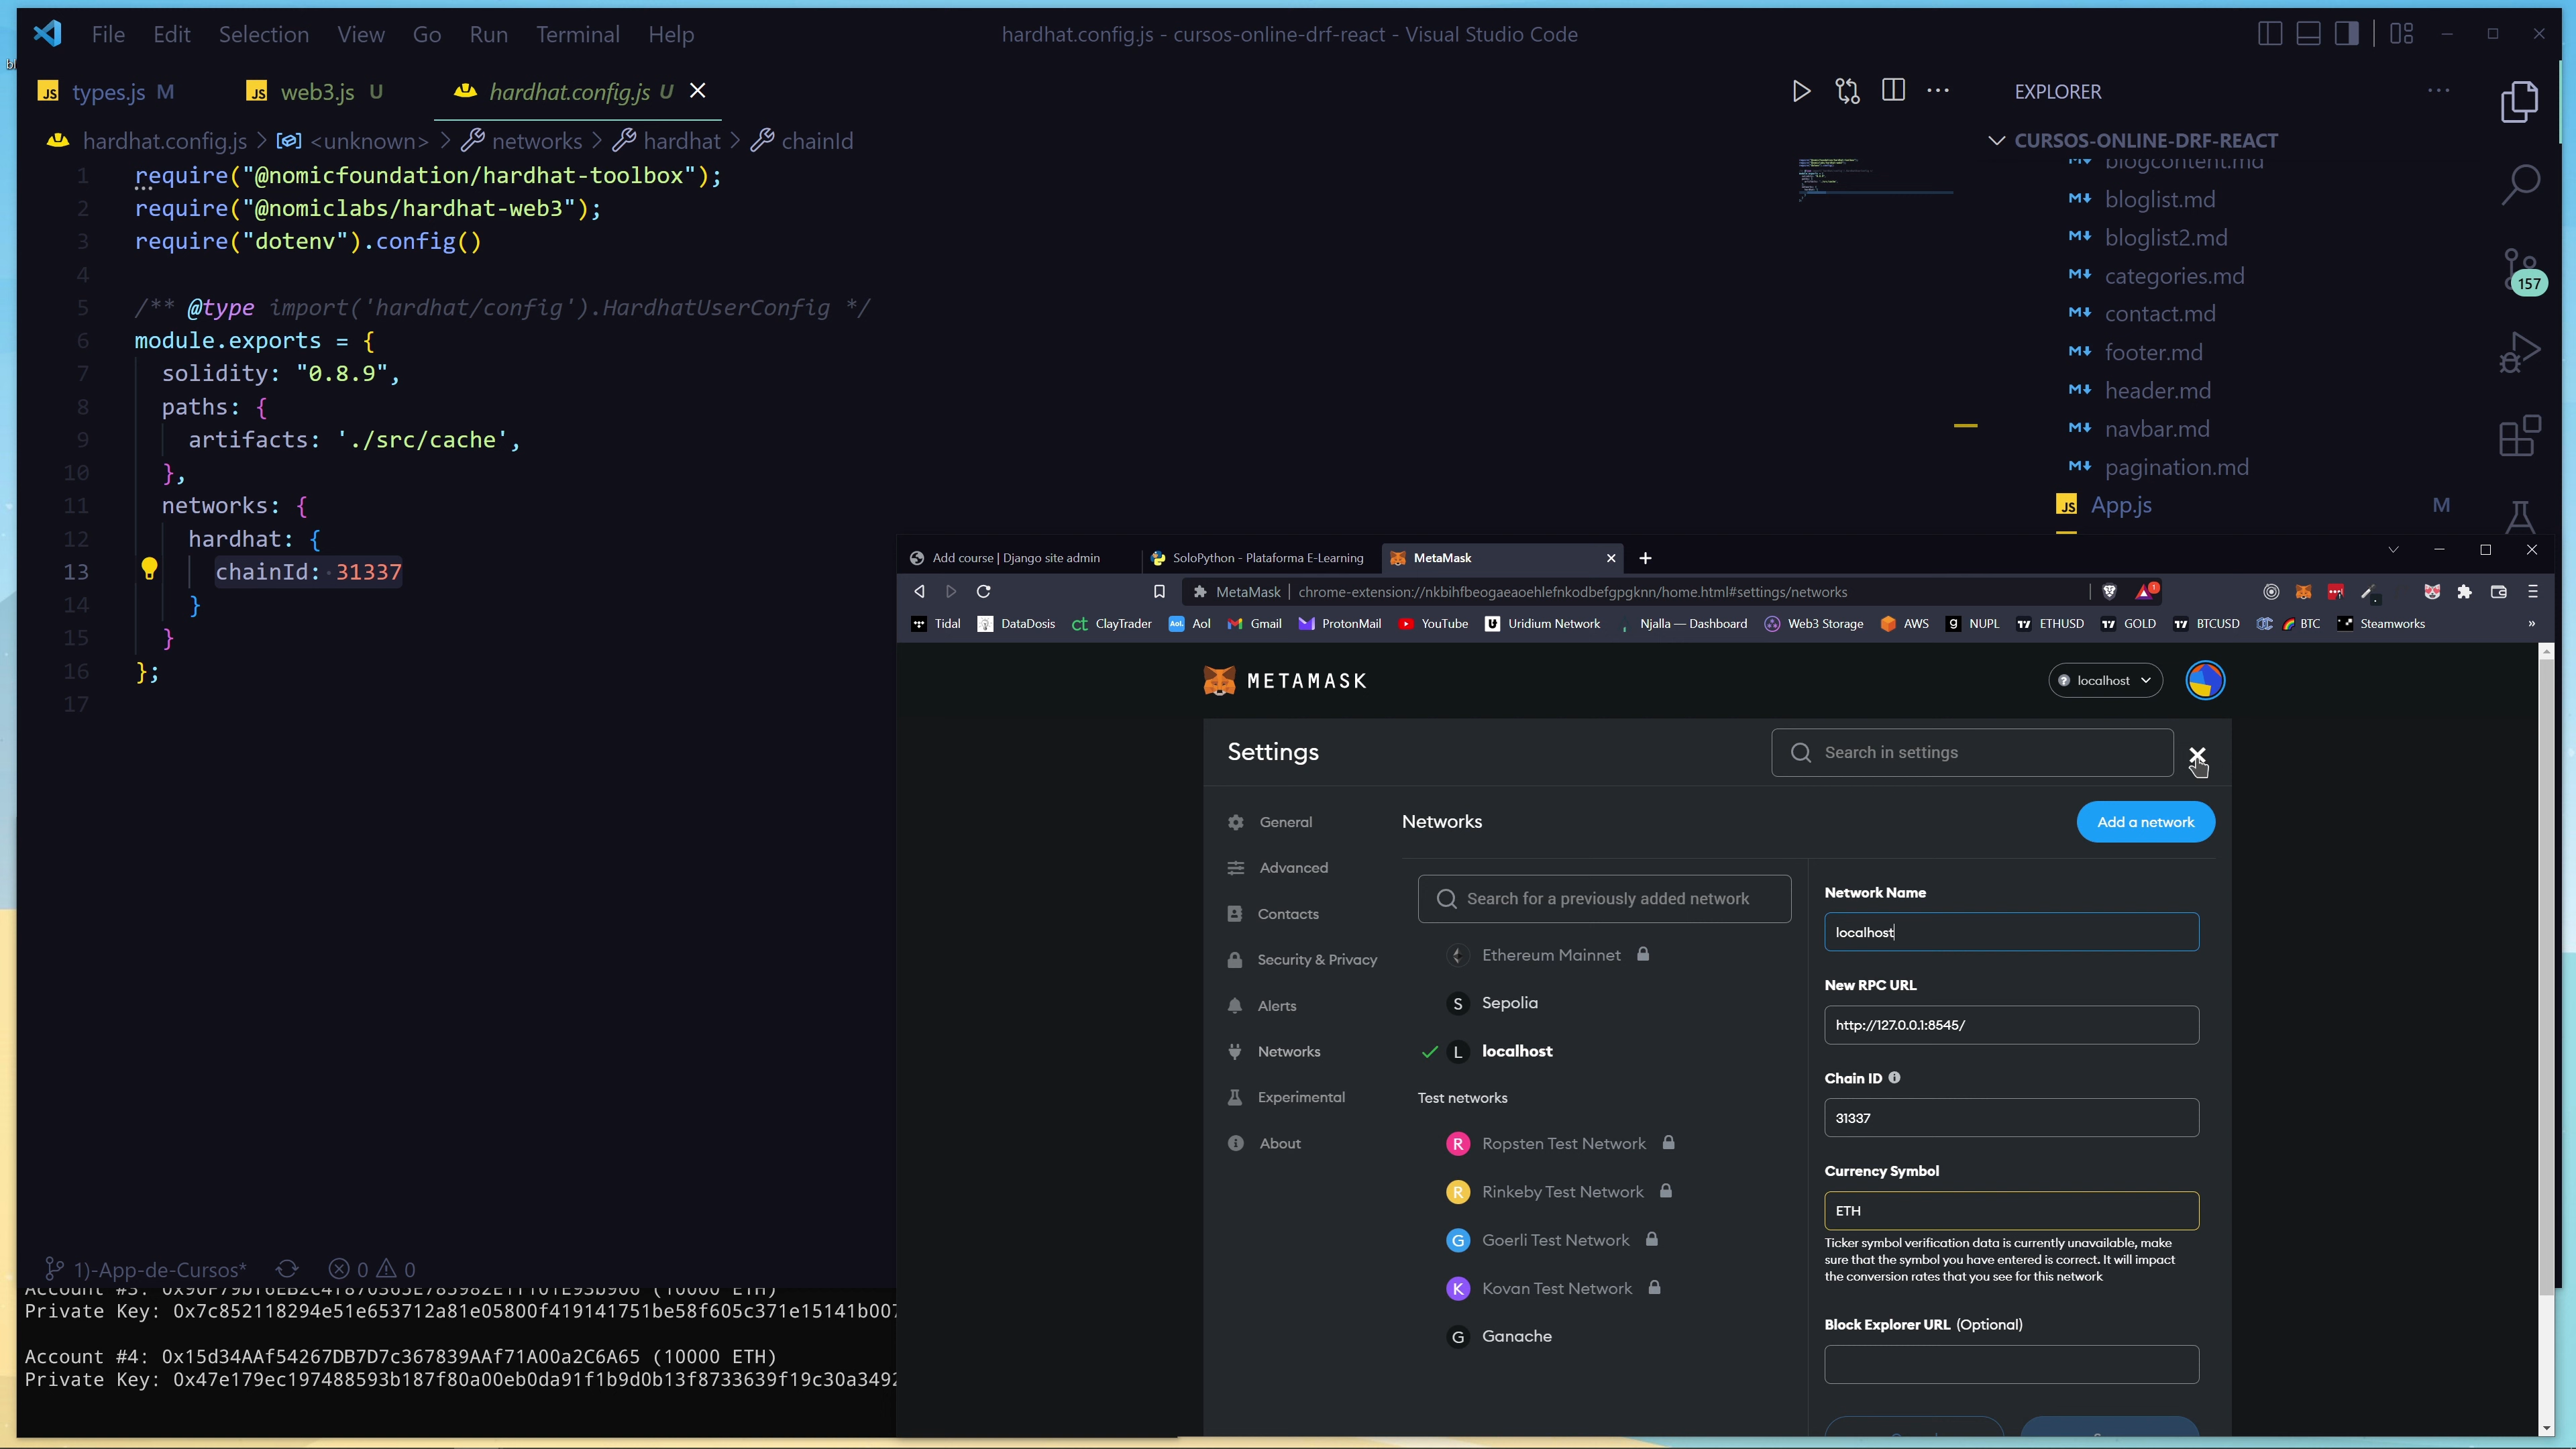 File Edit Selection View Go Run Terminal Help
hardhat.config.js - cursos-online-drf-react - Visual Studio Code
types.js M
web3.js U
hardhat.config.js U
hardhat.config.js > <unknown> > networks > hardhat > chainId
1 require("@nomicfoundation/hardhat-toolbox");
2 require("@nomiclabs/hardhat-web3");
3 require("dotenv").config()
4
5 /** @type import('hardhat/config').HardhatUserConfig */
6 module.exports = {
7 solidity: "0.8.9",
8 paths: {
9 artifacts: './src/cache',
10 },
11 networks: {
12 hardhat: {
13 chainId: 31337
14 }
15 }
16 };
17
EXPLORER
CURSOS-ONLINE-DRF-REACT
blogcontent.md
bloglist.md
bloglist2.md
categories.md
contact.md
footer.md
header.md
navbar.md
pagination.md
App.js M
157
1)-App-de-Cursos* 0 0
Account #3: 0x90F79bf6EB2c4f870365E785982E1f101E93b906 (10000 ETH)
Private Key: 0x7c852118294e51e653712a81e05800f419141751be58f605c371e15141b007
Account #4: 0x15d34AAf54267DB7D7c367839AAf71A00a2C6A65 (10000 ETH)
Private Key: 0x47e179ec197488593b187f80a00eb0da91f1b9d0b13f8733639f19c30a3492
Add course | Django site admin
SoloPython - Plataforma E-Learning
MetaMask
MetaMask | chrome-extension://nkbihfbeogaeaoehlefnkodbefgpgknn/home.html#settings/networks
1
Tidal DataDosis ClayTrader Aol Gmail ProtonMail YouTube Uridium Network Njalla — Dashboard Web3 Storage AWS NUPL ETHUSD GOLD BTCUSD BTC Steamworks »
METAMASK
localhost
Settings
Search in settings
General
Advanced
Contacts
Security & Privacy
Alerts
Networks
Experimental
About
Networks
Add a network
Search for a previously added network
Ethereum Mainnet
S Sepolia
L localhost
Test networks
R Ropsten Test Network
R Rinkeby Test Network
G Goerli Test Network
K Kovan Test Network
G Ganache
Network Name
localhost
New RPC URL
http://127.0.0.1:8545/
Chain ID
31337
Currency Symbol
ETH
Ticker symbol verification data is currently unavailable, make
sure that the symbol you have entered is correct. It will impact
the conversion rates that you see for this network
Block Explorer URL (Optional)